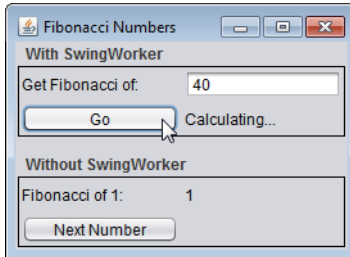 Fibonacci Numbers
With SwingWorker
Get Fibonacci of: 40
Go Calculating...
Without SwingWorker
Fibonacci of 1: 1
Next Number